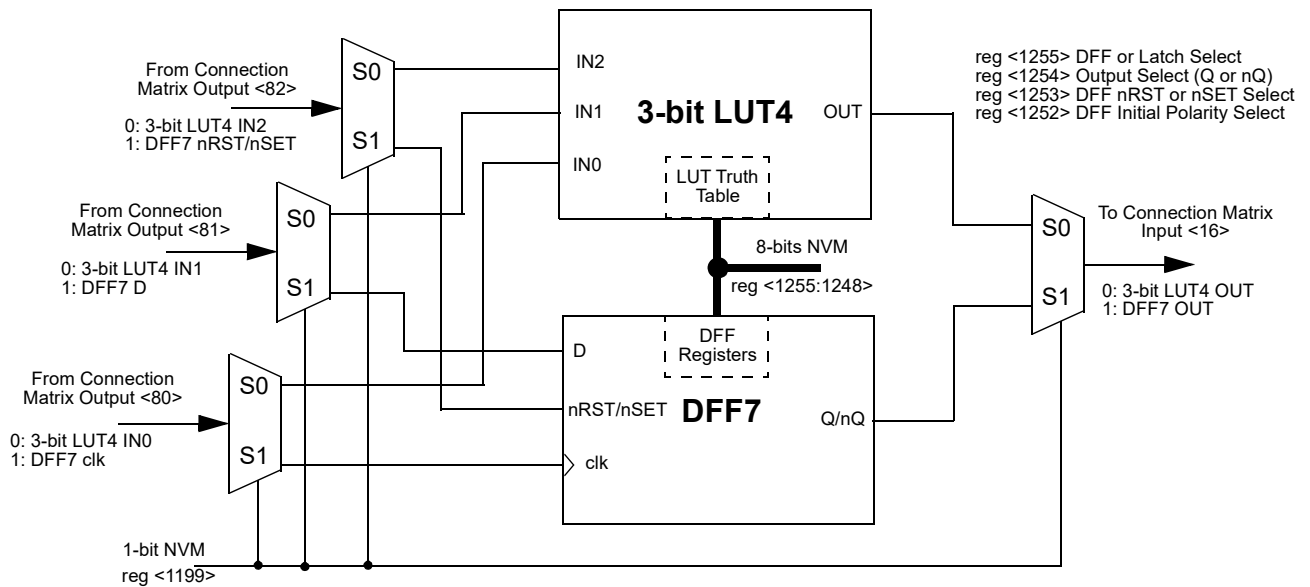 From Connection
Matrix Output <82>
0: 3-bit LUT4 IN2
1: DFF7 nRST/nSET
S0
S1
From Connection
Matrix Output <81>
0: 3-bit LUT4 IN1
1: DFF7 D
S0
S1
From Connection
Matrix Output <80>
0: 3-bit LUT4 IN0
1: DFF7 clk
S0
S1
1-bit NVM
reg <1199>
IN2
IN1
IN0
3-bit LUT4
OUT
LUT Truth
Table
8-bits NVM
reg <1255:1248>
DFF
Registers
D
nRST/nSET
clk
DFF7
Q/nQ
reg <1255> DFF or Latch Select
reg <1254> Output Select (Q or nQ)
reg <1253> DFF nRST or nSET Select
reg <1252> DFF Initial Polarity Select
S0
S1
To Connection Matrix
Input <16>
0: 3-bit LUT4 OUT
1: DFF7 OUT